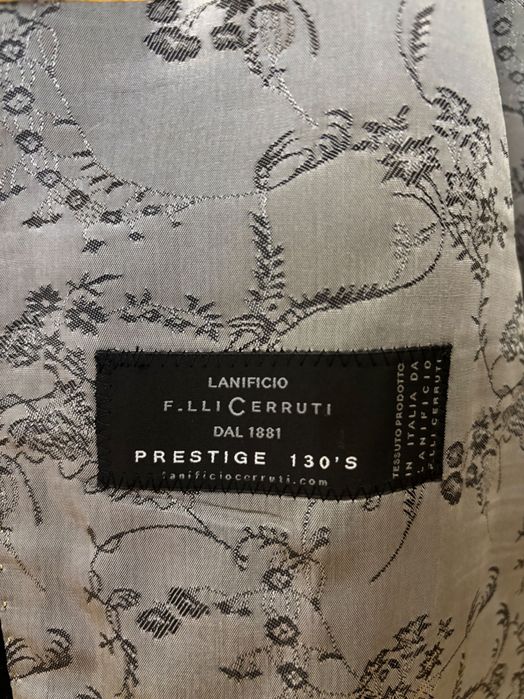 LANIFICIO
F.LLI CERRUTI
DAL 1881
PRESTIGE 130'S
lanificiocerruti.com
TESSUTO PRODOTTO
IN ITALIA DA
LANIFICIO
F.LLI CERRUTI